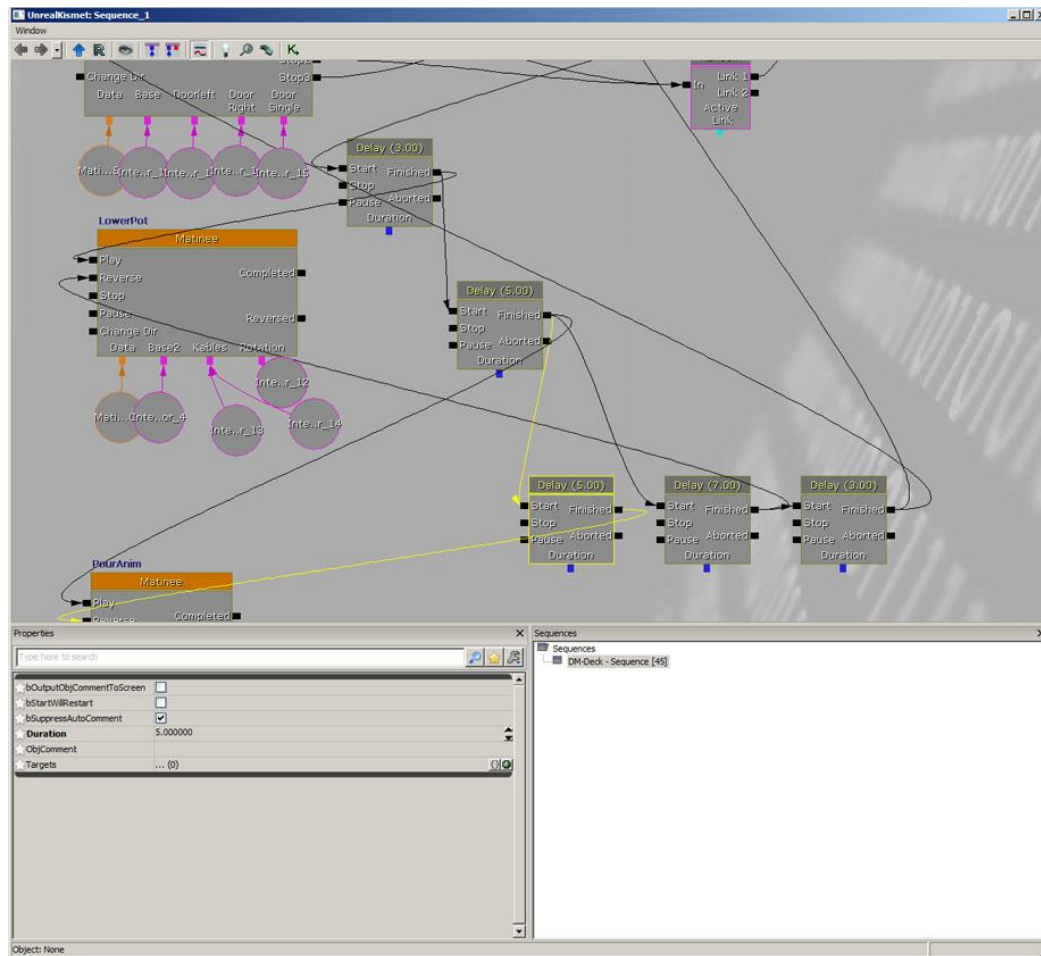 UnrealKismet: Sequence_1
Window
Change Dir
Stop3
Data Base Doorleft Door Right Door Single
Link 1
In
Link 2
Active
Link
Inte..r_15
Delay (3.00)
Start Finished
Stop
Pause Aborted
Duration
LowerPot
Matinee
Play
Reverse Completed
Stop
Pause Reversed
Change Dir
Data Base2 Kables Rotation
Inte..r_12
Inte..r_13
Inte..r_14
Delay (5.00)
Start Finished
Stop
Pause Aborted
Duration
Delay (5.00)
Start Finished
Stop
Pause Aborted
Duration
Delay (7.00)
Start Finished
Stop
Pause Aborted
Duration
Delay (3.00)
Start Finished
Stop
Pause Aborted
Duration
PourAnim
Matinee
Play
Reverse Completed
Properties
Type here to search
bOutputObjCommentToScreen
bStartWillRestart
bSuppressAutoComment
Duration 5.000000
ObjComment
Targets ... (0)
Sequences
Sequences
DM-Deck - Sequence [45]
Object: None